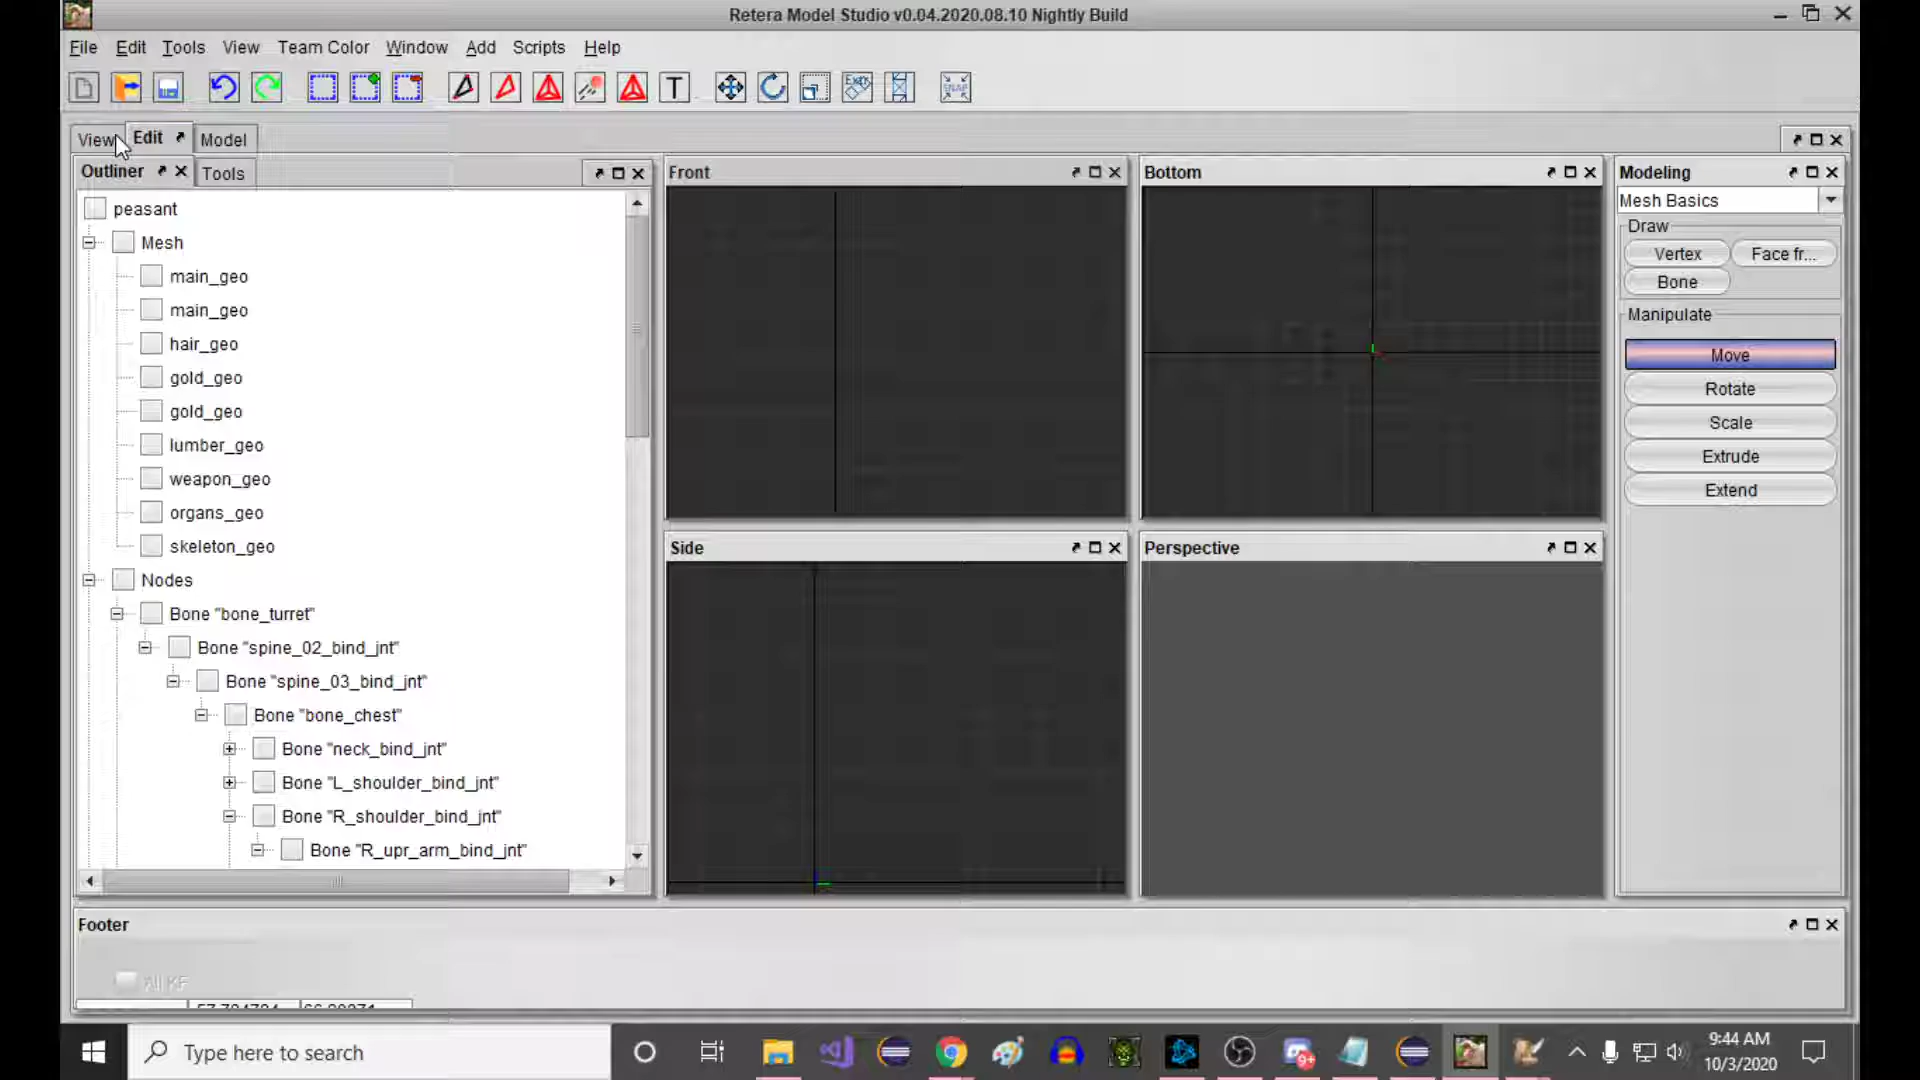 Retera Model Studio v0.04.2020.08.10 Nightly Build
File Edit Tools View Team Color Window Add Scripts Help
T
SNAP
View Edit Model
Outliner Tools
peasant
Mesh
main_geo
main_geo
hair_geo
gold_geo
gold_geo
lumber_geo
weapon_geo
organs_geo
skeleton_geo
Nodes
Bone "bone_turret"
Bone "spine_02_bind_jnt"
Bone "spine_03_bind_jnt"
Bone "bone_chest"
Bone "neck_bind_jnt"
Bone "L_shoulder_bind_jnt"
Bone "R_shoulder_bind_jnt"
Bone "R_upr_arm_bind_jnt"
Front
Bottom
Side
Perspective
Modeling
Mesh Basics
Draw
Vertex Face fr...
Bone
Manipulate
Move
Rotate
Scale
Extrude
Extend
Footer
All KF
Type here to search
9:44 AM
10/3/2020